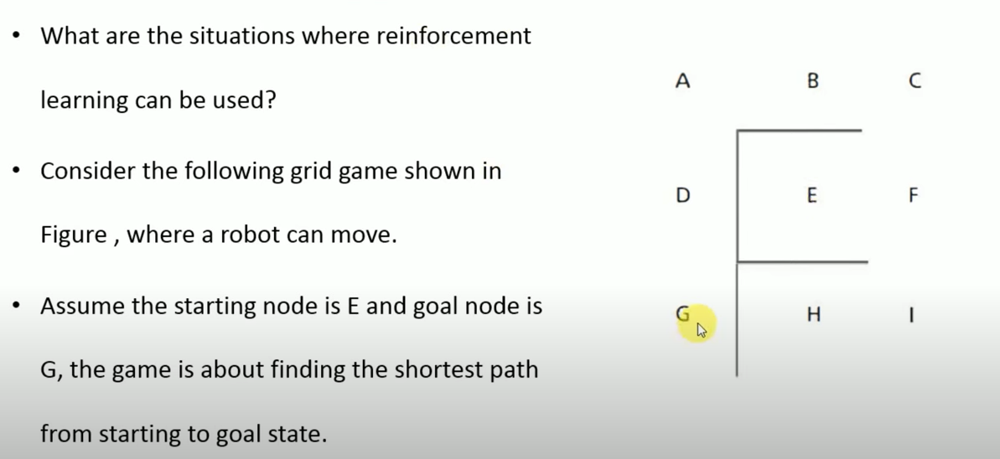 • What are the situations where reinforcement
learning can be used?
• Consider the following grid game shown in
Figure , where a robot can move.
• Assume the starting node is E and goal node is
G, the game is about finding the shortest path
from starting to goal state.
A B C
D E F
G H I